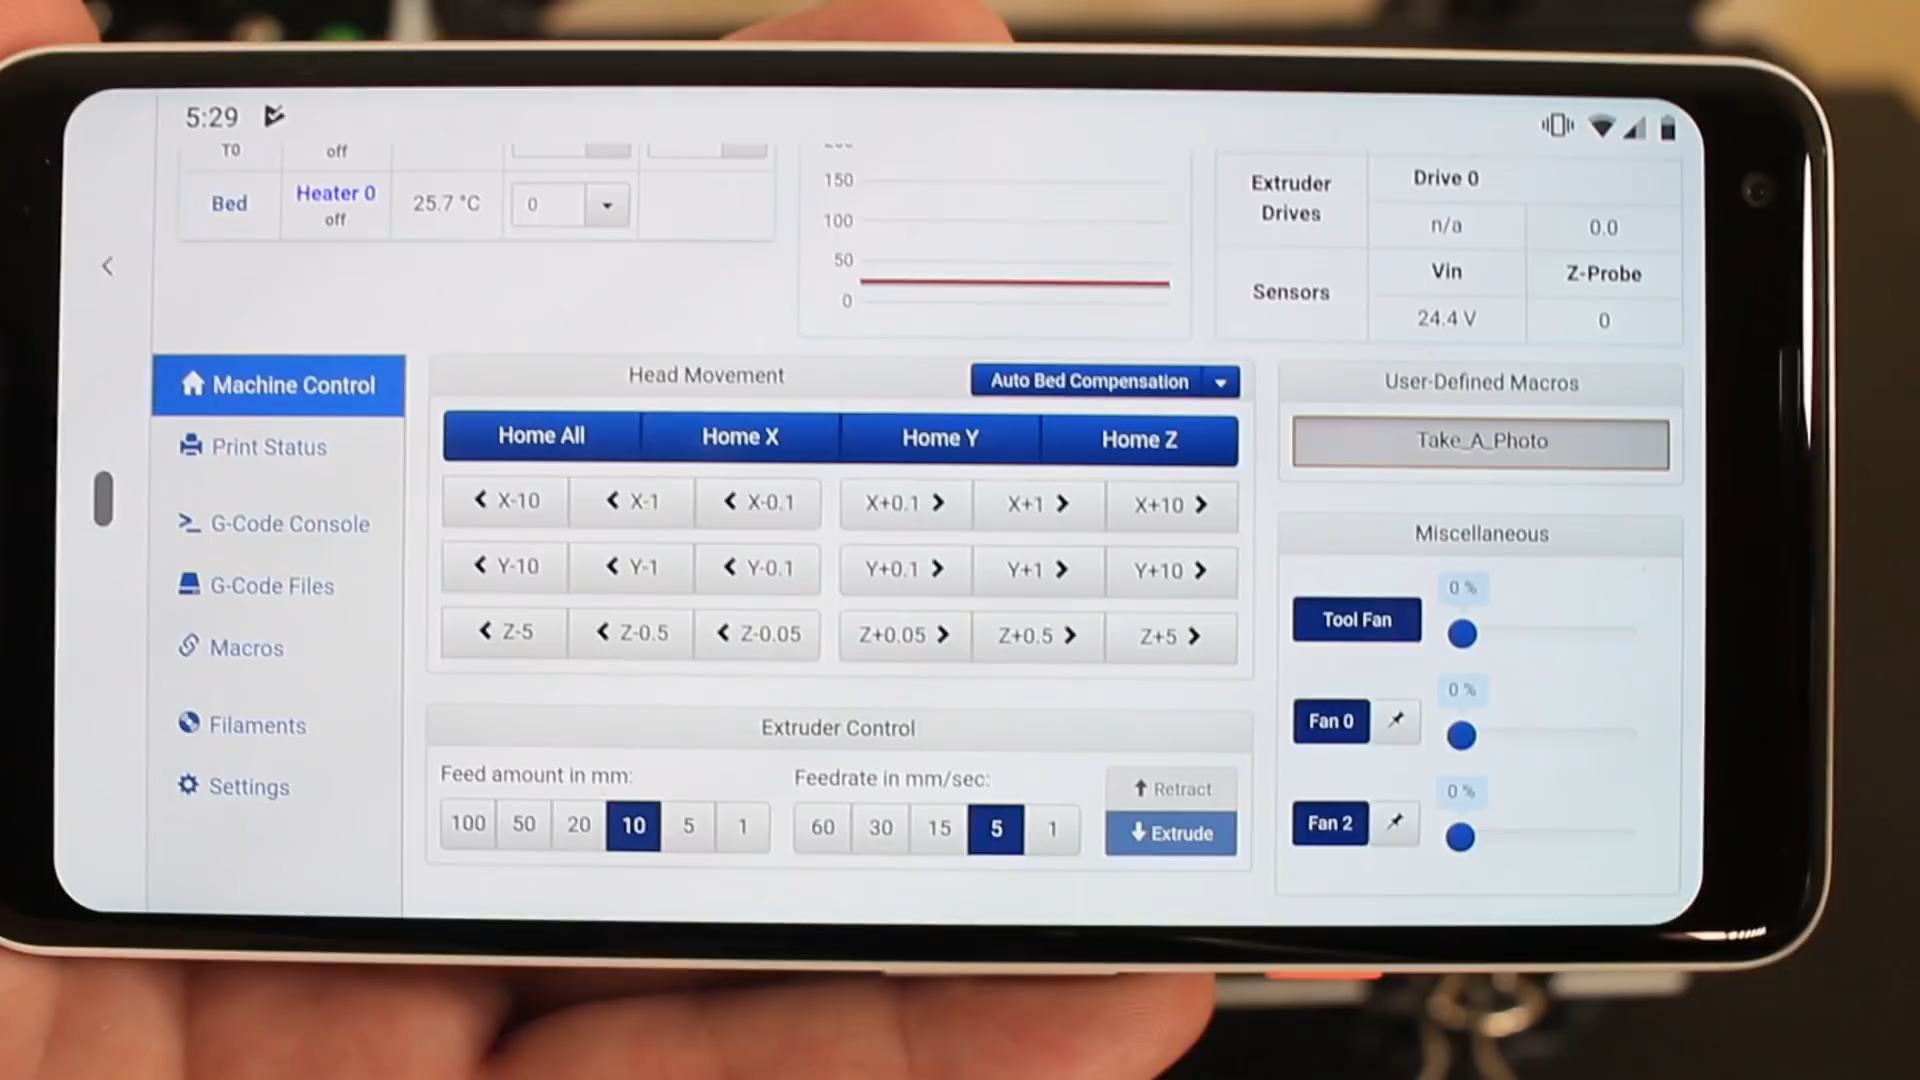 5:29
T0 off
Bed Heater 0 off 25.7 °C 0
150
100
50
0
Extruder Drives Drive 0
n/a 0.0
Sensors Vin Z-Probe
24.4 V 0
Machine Control
Print Status
G-Code Console
G-Code Files
Macros
Filaments
Settings
Head Movement Auto Bed Compensation
Home All Home X Home Y Home Z
X-10 X-1 X-0.1 X+0.1 X+1 X+10
Y-10 Y-1 Y-0.1 Y+0.1 Y+1 Y+10
Z-5 Z-0.5 Z-0.05 Z+0.05 Z+0.5 Z+5
Extruder Control
Feed amount in mm: Feedrate in mm/sec:
100 50 20 10 5 1 60 30 15 5 1
Retract
Extrude
User-Defined Macros
Take_A_Photo
Miscellaneous
0 %
Tool Fan
0 %
Fan 0
0 %
Fan 2